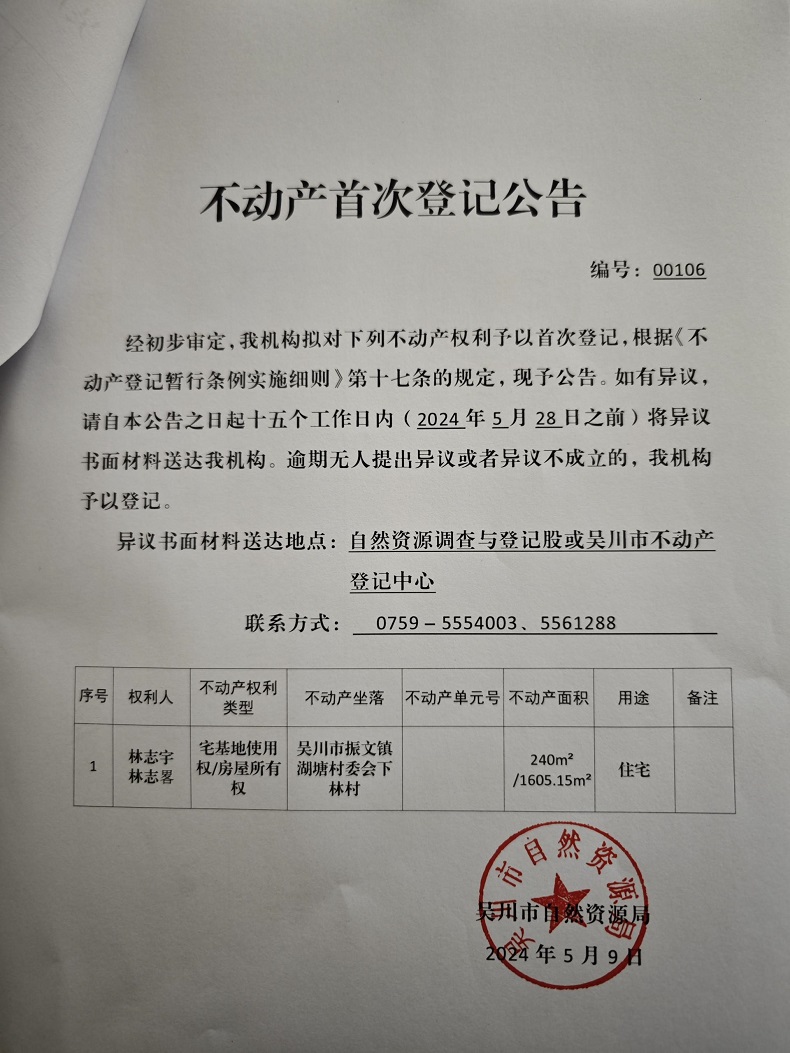 不动产首次登记公告
编号：00106
经初步审定，我机构拟对下列不动产权利予以首次登记，根据《不
动产登记暂行条例实施细则》第十七条的规定，现予公告。如有异议，
请自本公告之日起十五个工作日内（2024年5月28日之前）将异议
书面材料送达我机构。逾期无人提出异议或者异议不成立的，我机构
予以登记。
异议书面材料送达地点：自然资源调查与登记股或吴川市不动产
登记中心
联系方式： 0759–5554003、5561288
序号 权利人 不动产权利类型 不动产坐落 不动产单元号 不动产面积 用途 备注
1 林志宇 林志畧 宅基地使用权/房屋所有权 吴川市振文镇湖塘村委会下林村 240m²/1605.15m² 住宅
吴川市自然资源局
吴川市自然资源局
2024年5月9日